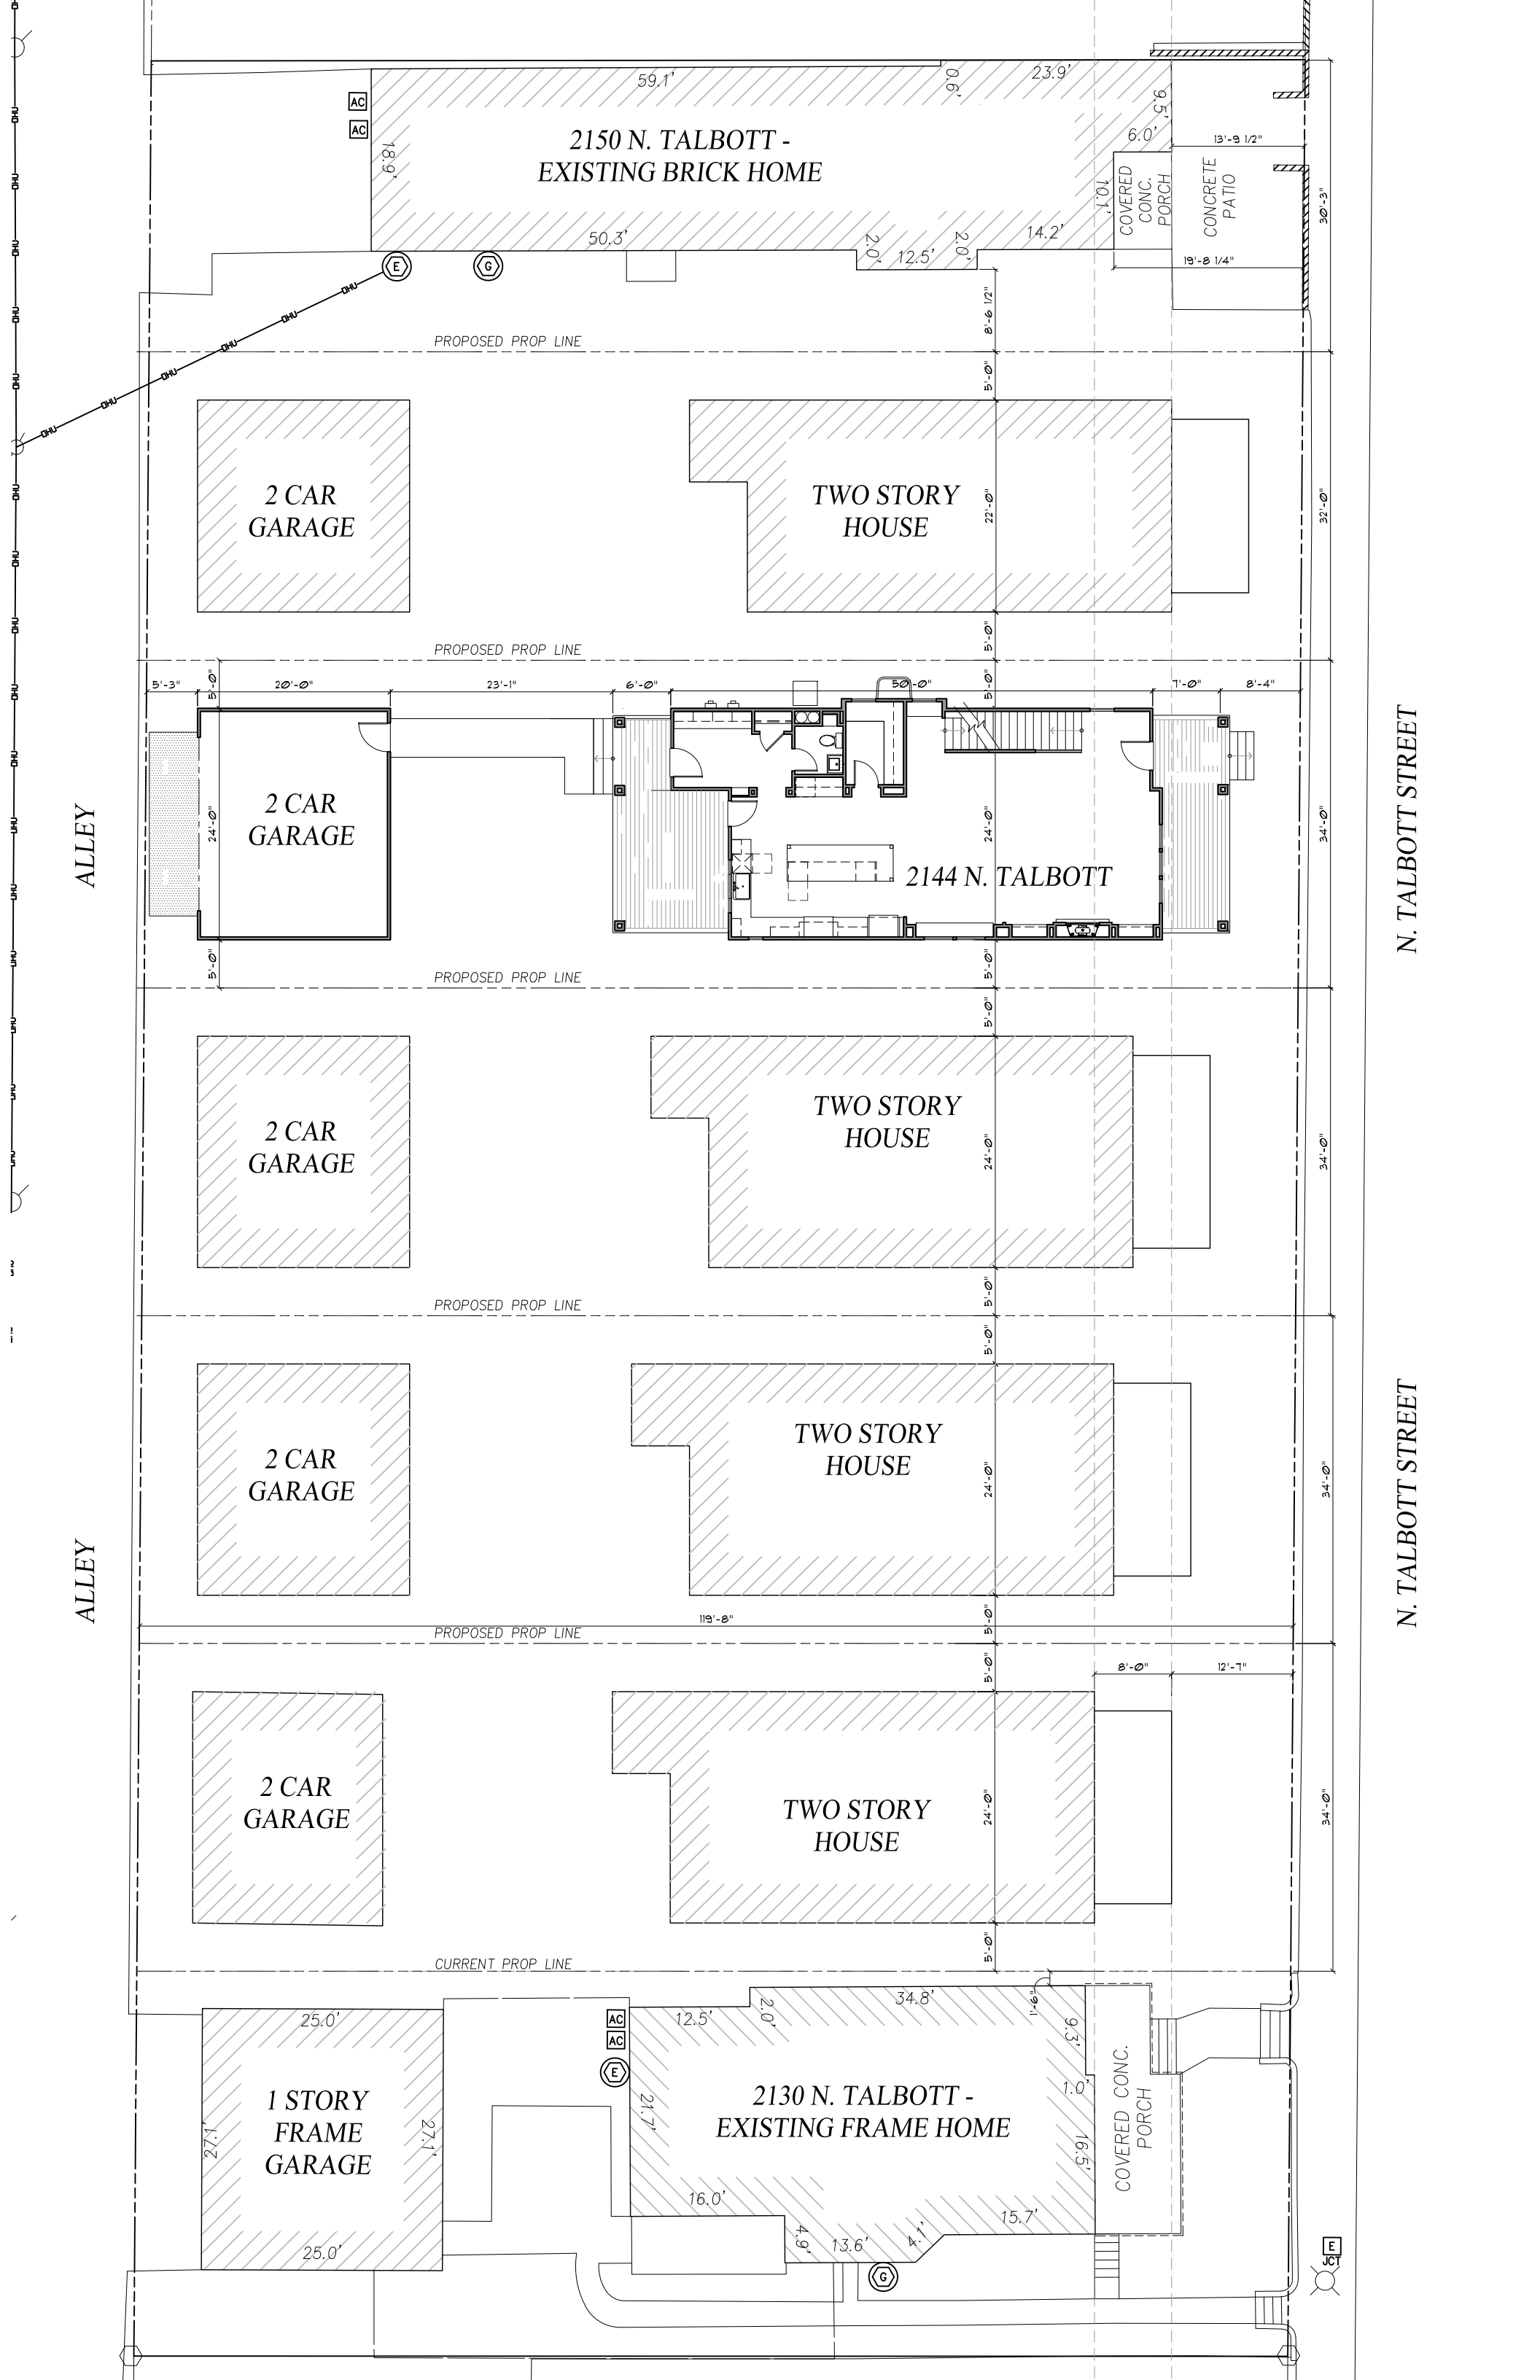 59.1'
0.6'
23.9'
9.5'
6.0'
AC
AC
18.9'
2150 N. TALBOTT -
EXISTING BRICK HOME
13'-9 1/2"
COVERED
CONC.
PORCH
10.1'
CONCRETE
PATIO
30'-3"
50.3'
2.0'
12.5'
2.0'
14.2'
19'-8 1/4"
E
G
OHU
OHU
OHU
OHU
OHU
OHU
8'-6 1/2"
PROPOSED PROP LINE
5'-0"
2 CAR
GARAGE
TWO STORY
HOUSE
22'-0"
32'-0"
5'-0"
PROPOSED PROP LINE
5'-3"
5'-0"
20'-0"
23'-1"
6'-0"
50'-0"
5'-0"
7'-0"
8'-4"
ALLEY
2 CAR
GARAGE
24'-0"
24'-0"
2144 N. TALBOTT
34'-0"
N. TALBOTT STREET
5'-0"
5'-0"
PROPOSED PROP LINE
5'-0"
2 CAR
GARAGE
TWO STORY
HOUSE
24'-0"
34'-0"
5'-0"
PROPOSED PROP LINE
5'-0"
2 CAR
GARAGE
TWO STORY
HOUSE
24'-0"
34'-0"
ALLEY
N. TALBOTT STREET
119'-8"
5'-0"
PROPOSED PROP LINE
5'-0"
8'-0"
12'-7"
2 CAR
GARAGE
TWO STORY
HOUSE
24'-0"
34'-0"
5'-0"
CURRENT PROP LINE
25.0'
AC
AC
E
12.5'
2.0'
34.8'
1'-6"
9.3'
1 STORY
FRAME
GARAGE
27.1'
27.1'
21.7'
2130 N. TALBOTT -
EXISTING FRAME HOME
1.0'
16.5'
COVERED CONC.
PORCH
25.0'
16.0'
4.9'
13.6'
4.1'
15.7'
G
E
JCT